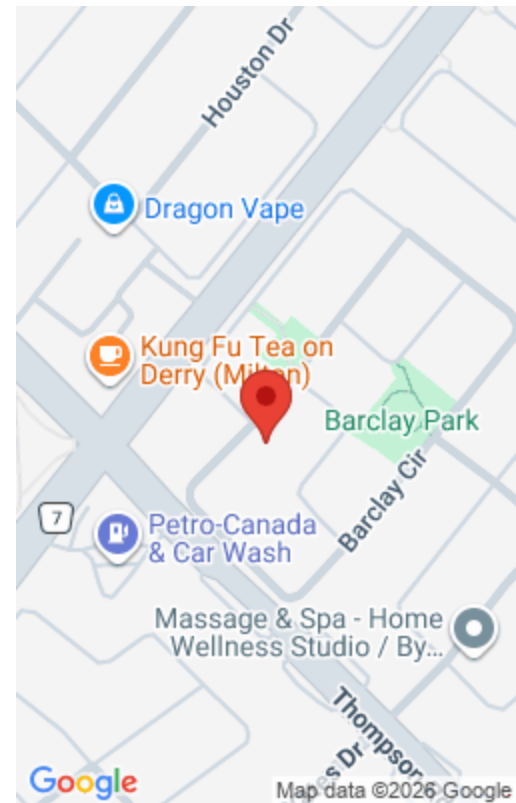 Houston Dr
Dragon Vape
Kung Fu Tea on
Derry (Milton)
Barclay Park
7
Petro-Canada
& Car Wash
Barclay Cir
Massage & Spa - Home
Wellness Studio / By...
Thompson
Dr
Google
Map data ©2026 Google